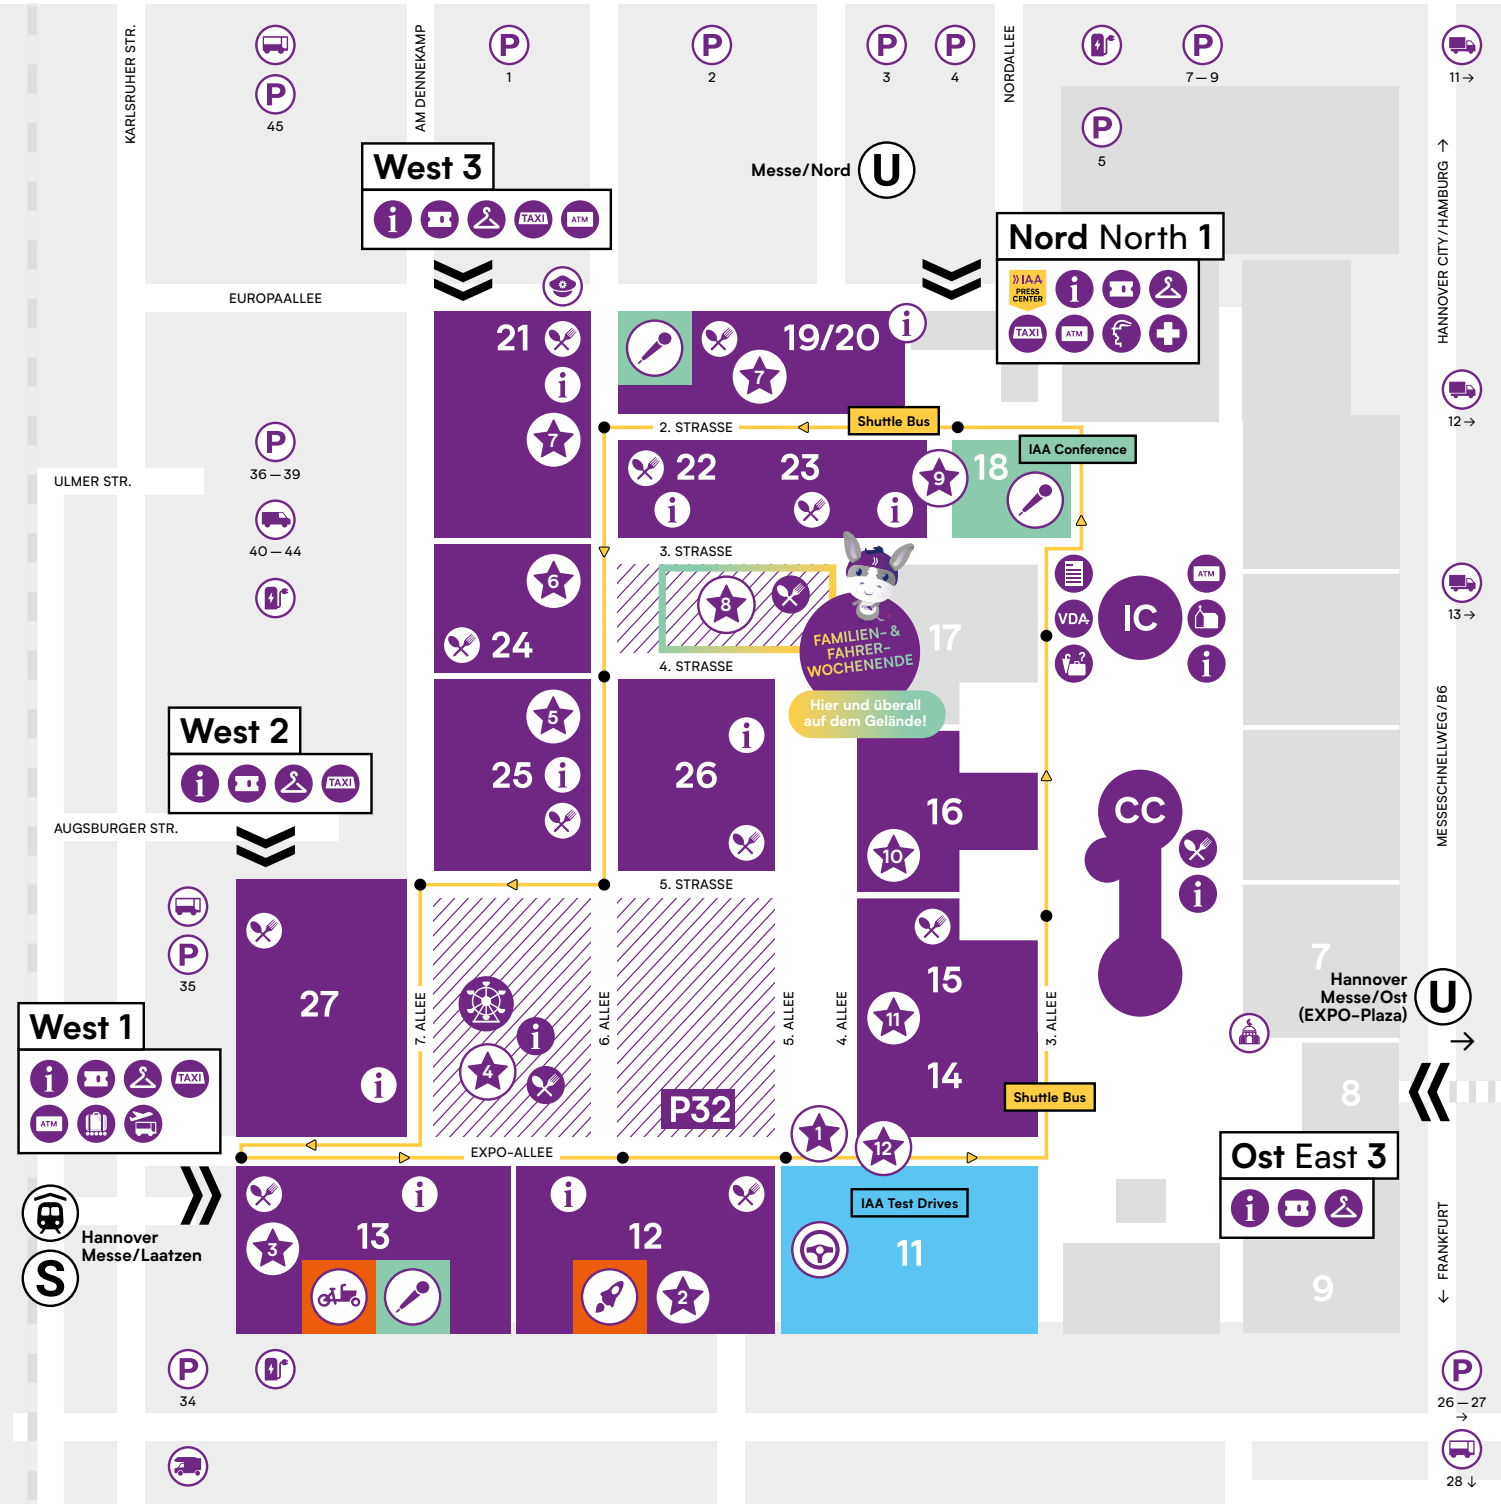 KARLSRUHER STR.
P
45
AM DENNEKAMP
P
1
P
2
P
3
P
4
NORDALLEE
P
7–9
P
5
11→
HANNOVER CITY/HAMBURG →
West 3
i
TAXI
ATM
Messe/Nord
U
Nord North 1
»IAA
PRESS
CENTER
i
TAXI
ATM
EUROPAALLEE
21
i
7
19/20
i
7
2. STRASSE
Shuttle Bus
IAA Conference
22
i
23
i
9
18
P
36–39
ULMER STR.
40–44
12→
13→
3. STRASSE
6
24
8
FAMILIEN- &
FAHRER-
WOCHENENDE
Hier und überall
auf dem Gelände!
17
VDA
IC
ATM
?
i
4. STRASSE
5
25
i
26
i
16
10
CC
i
MESSESCHNELLWEG/B6
West 2
i
TAXI
AUGSBURGER STR.
5. STRASSE
P
35
27
i
7. ALLEE
i
4
6. ALLEE
P32
5. ALLEE
4. ALLEE
15
11
14
3. ALLEE
Shuttle Bus
7
Hannover
Messe/Ost
(EXPO-Plaza)
U
→
8
West 1
i
TAXI
ATM
EXPO-ALLEE
1
12
Ost East 3
i
Hannover
Messe/Laatzen
S
i
13
3
i
12
2
IAA Test Drives
11
9
← FRANKFURT
P
34
P
26–27
→
28↓